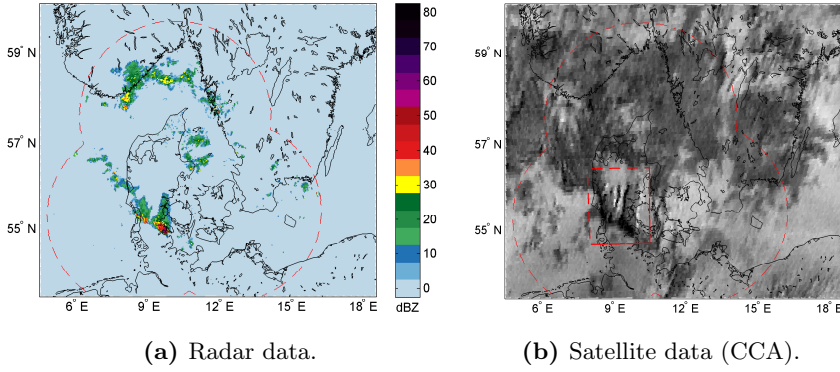 59° N
57° N
55° N
6° E
9° E
12° E
15° E
18° E
80
70
60
50
40
30
20
10
0
dBZ
59° N
57° N
55° N
6° E
9° E
12° E
15° E
18° E
(a) Radar data.
(b) Satellite data (CCA).